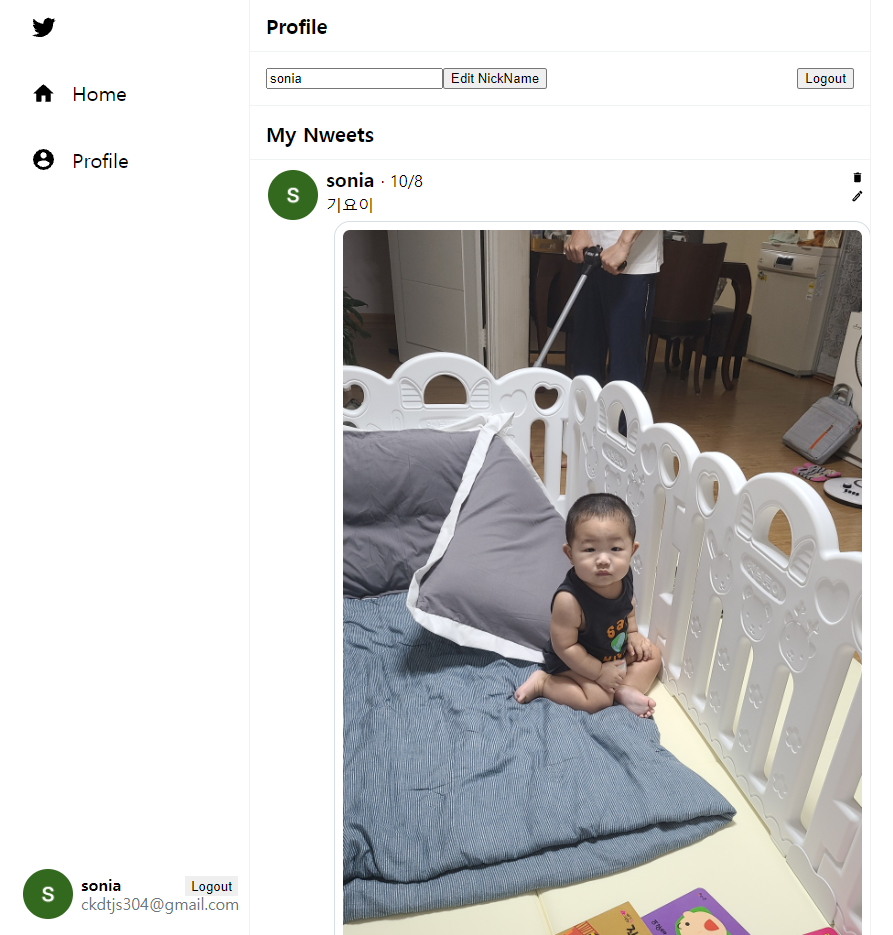 Profile
sonia Edit NickName Logout
Home
My Nweets
Profile
sonia · 10/8
기요이
S
sonia Logout
S
ckdtjs304@gmail.com